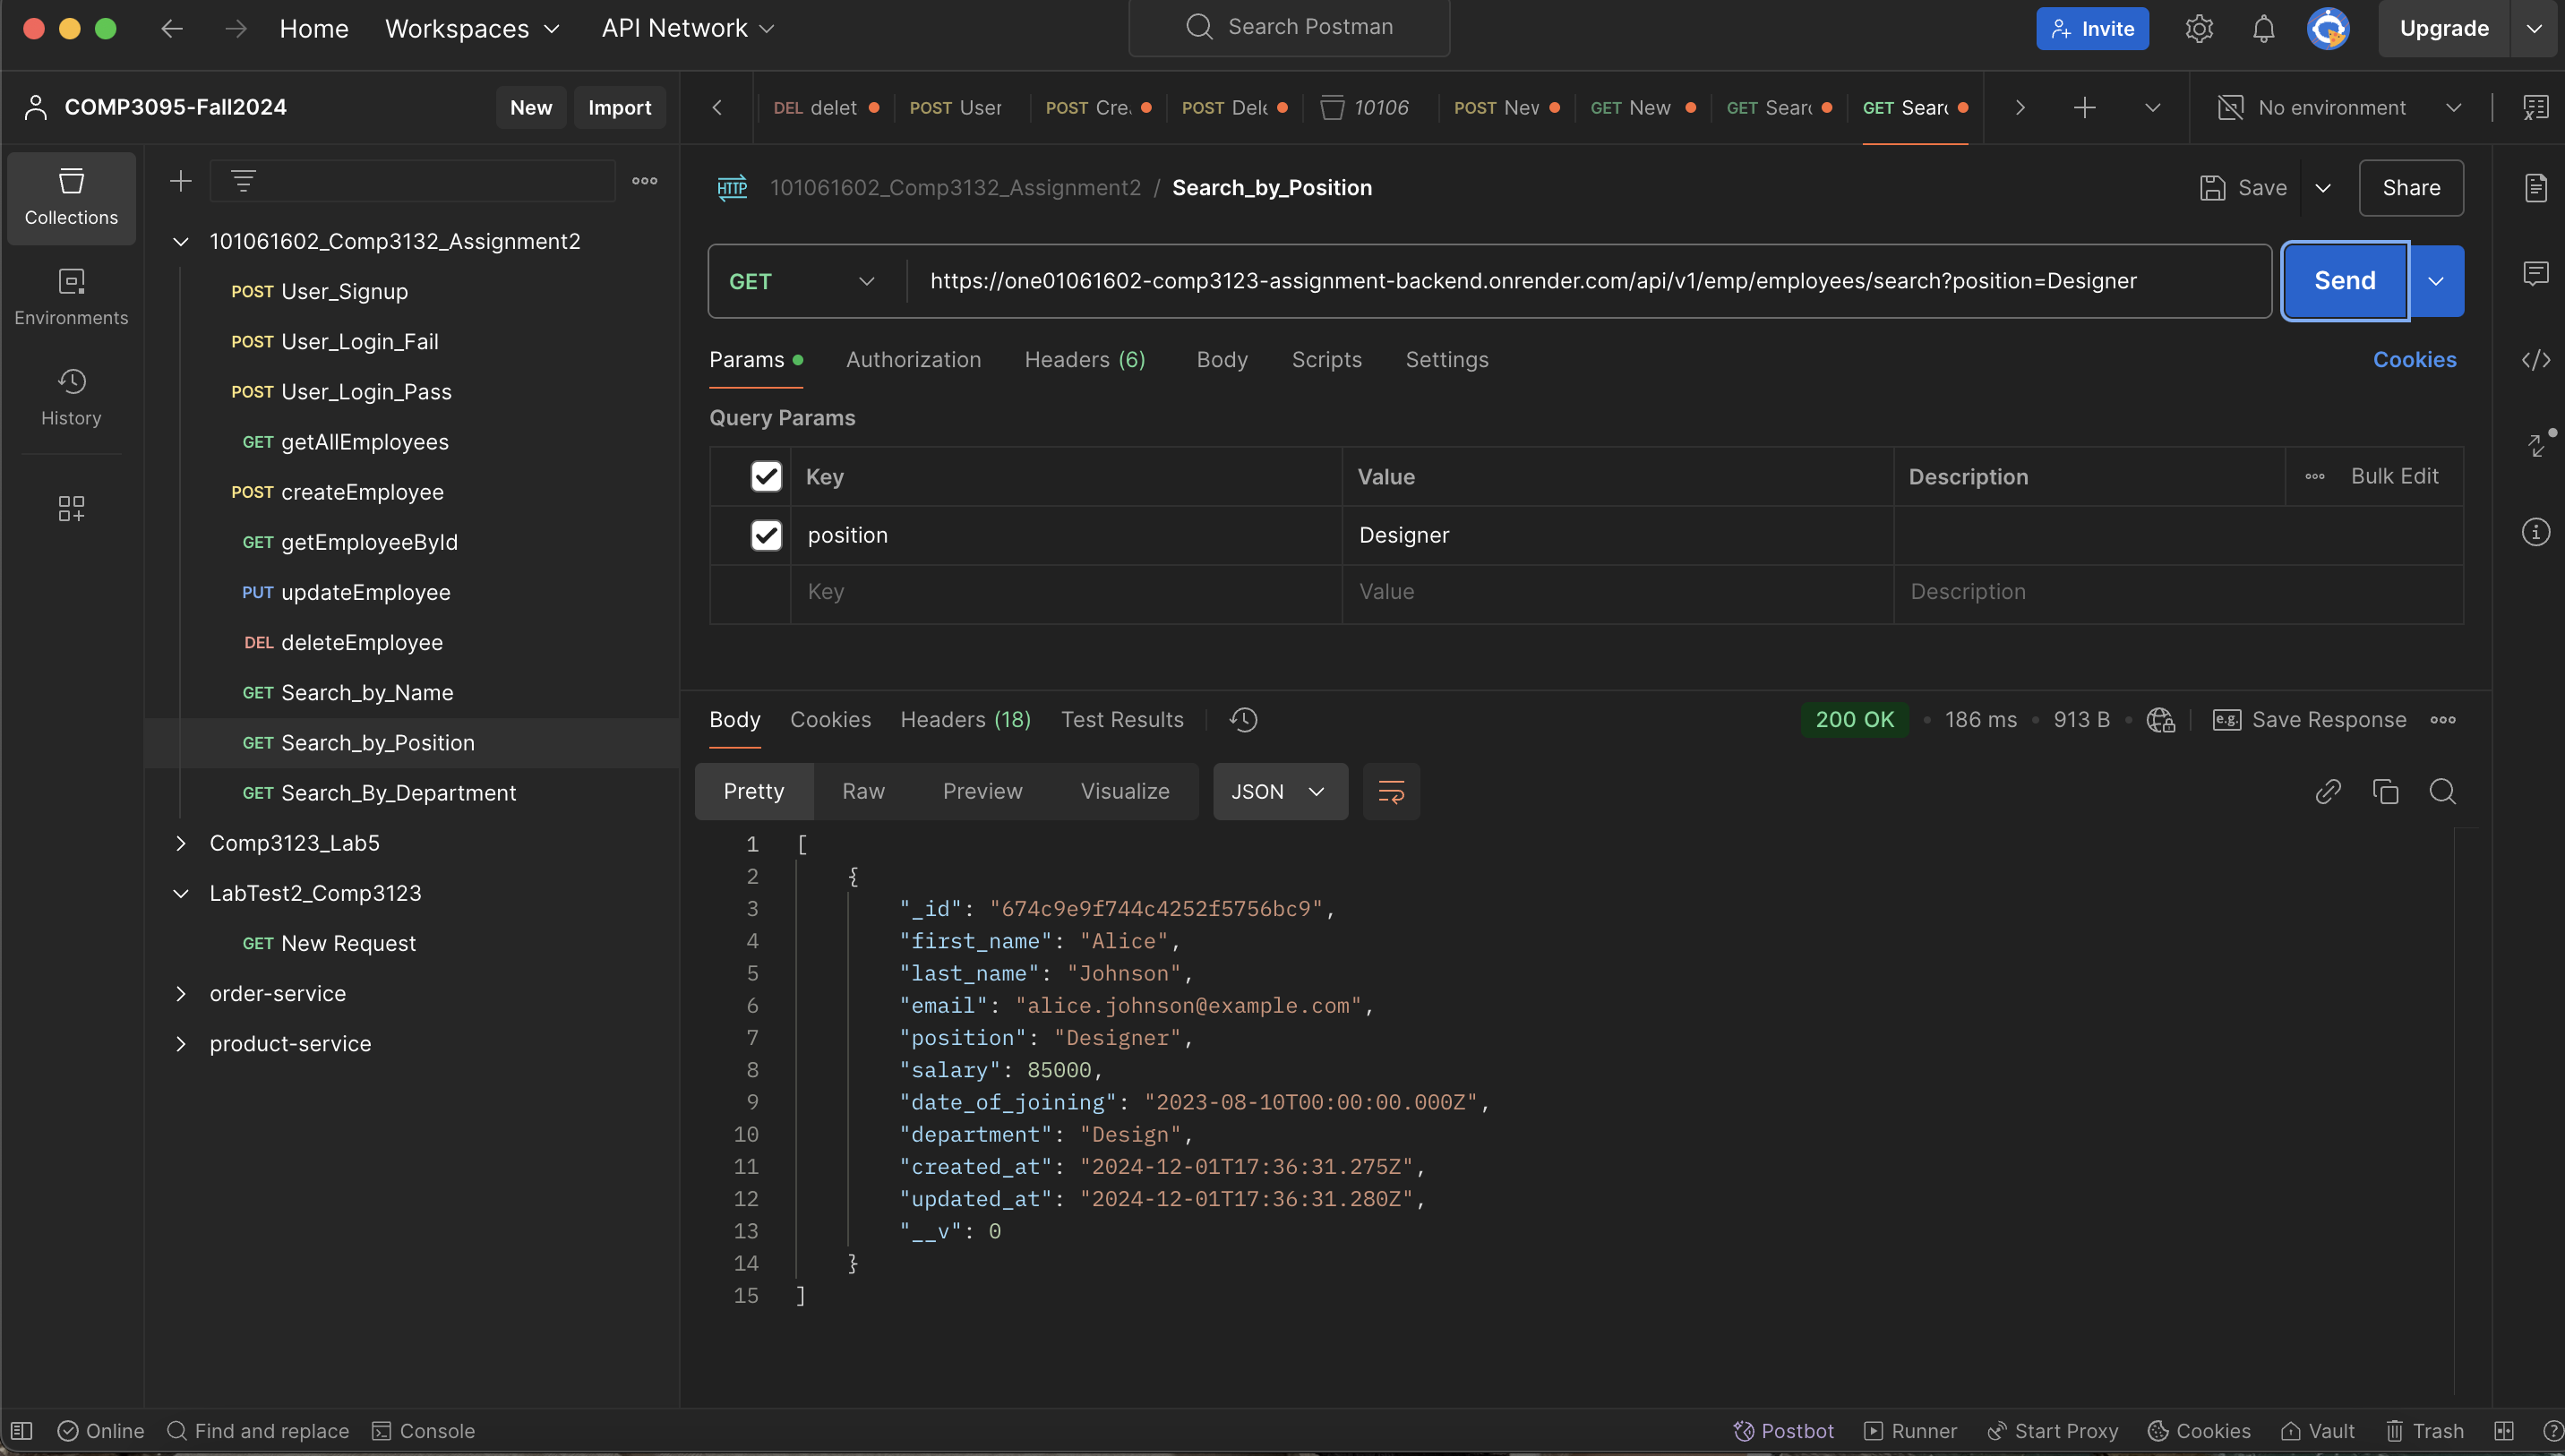 Home Workspaces API Network Search Postman Invite Upgrade
COMP3095-Fall2024 New Import DEL delet POST User POST Cre POST Dele 10106 POST New GET New GET Searc GET Searc No environment
Collections
Environments
History
101061602_Comp3132_Assignment2
POST User_Signup
POST User_Login_Fail
POST User_Login_Pass
GET getAllEmployees
POST createEmployee
GET getEmployeeById
PUT updateEmployee
DEL deleteEmployee
GET Search_by_Name
GET Search_by_Position
GET Search_By_Department
Comp3123_Lab5
LabTest2_Comp3123
GET New Request
order-service
product-service
HTTP 101061602_Comp3132_Assignment2 / Search_by_Position Save Share
GET https://one01061602-comp3123-assignment-backend.onrender.com/api/v1/emp/employees/search?position=Designer Send
Params Authorization Headers (6) Body Scripts Settings Cookies
Query Params
Key Value Description Bulk Edit
position Designer
Key Value Description
Body Cookies Headers (18) Test Results 200 OK 186 ms 913 B e.g. Save Response
Pretty Raw Preview Visualize JSON
1 [
2 {
3 "_id": "674c9e9f744c4252f5756bc9",
4 "first_name": "Alice",
5 "last_name": "Johnson",
6 "email": "alice.johnson@example.com",
7 "position": "Designer",
8 "salary": 85000,
9 "date_of_joining": "2023-08-10T00:00:00.000Z",
10 "department": "Design",
11 "created_at": "2024-12-01T17:36:31.275Z",
12 "updated_at": "2024-12-01T17:36:31.280Z",
13 "__v": 0
14 }
15 ]
Online Find and replace Console Postbot Runner Start Proxy Cookies Vault Trash